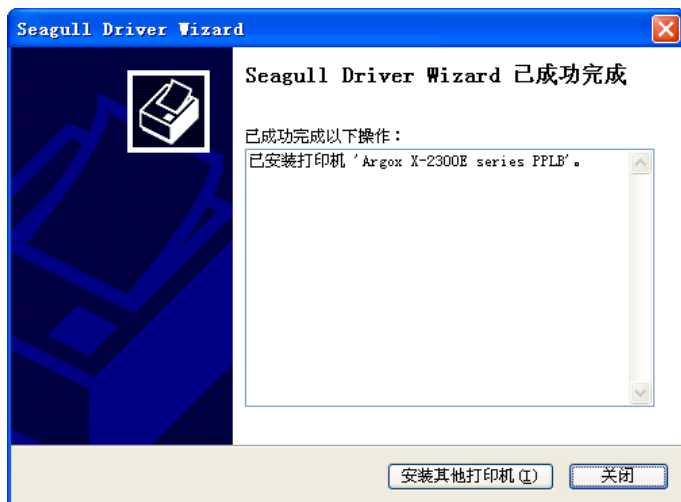 Seagull Driver Wizard
Seagull Driver Wizard 已成功完成
已成功完成以下操作：
已安装打印机 'Argox X-2300E series PPLB'。
安装其他打印机(I)
关闭